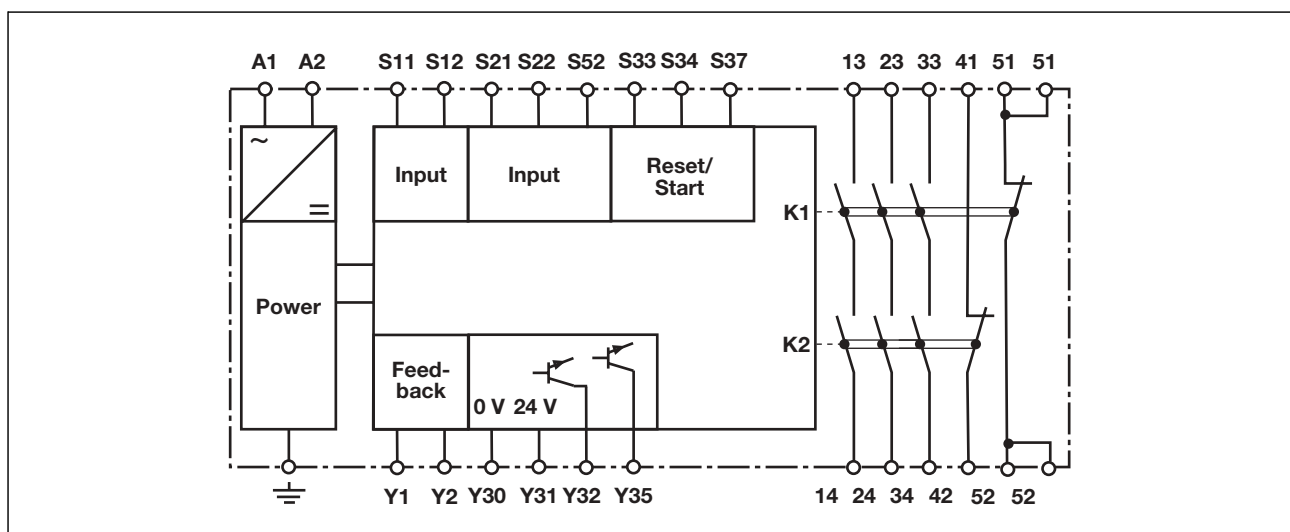 A1 A2 S11 S12 S21 S22 S52 S33 S34 S37 13 23 33 41 51 51
~
=
Input Input Reset/
Start
K1
Power
K2
Feed-
back
0 V 24 V
Y1 Y2 Y30 Y31 Y32 Y35 14 24 34 42 52 52